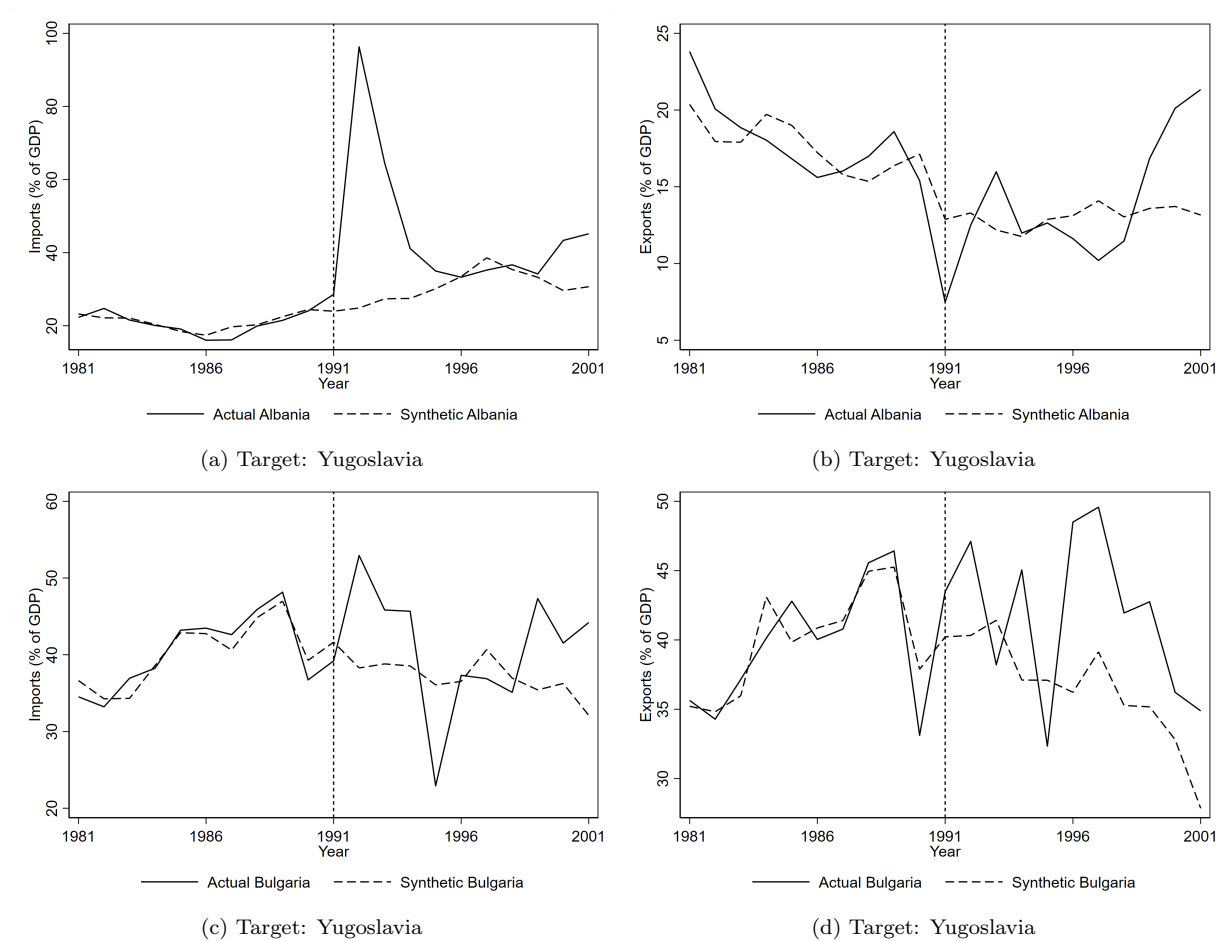 Imports (% of GDP)
100
80
60
40
20
1981 1986 1991 1996 2001
Year
Actual Albania Synthetic Albania
(a) Target: Yugoslavia
Exports (% of GDP)
25
20
15
10
5
1981 1986 1991 1996 2001
Year
Actual Albania Synthetic Albania
(b) Target: Yugoslavia
Imports (% of GDP)
60
50
40
30
20
1981 1986 1991 1996 2001
Year
Actual Bulgaria Synthetic Bulgaria
(c) Target: Yugoslavia
Exports (% of GDP)
50
45
40
35
30
1981 1986 1991 1996 2001
Year
Actual Bulgaria Synthetic Bulgaria
(d) Target: Yugoslavia